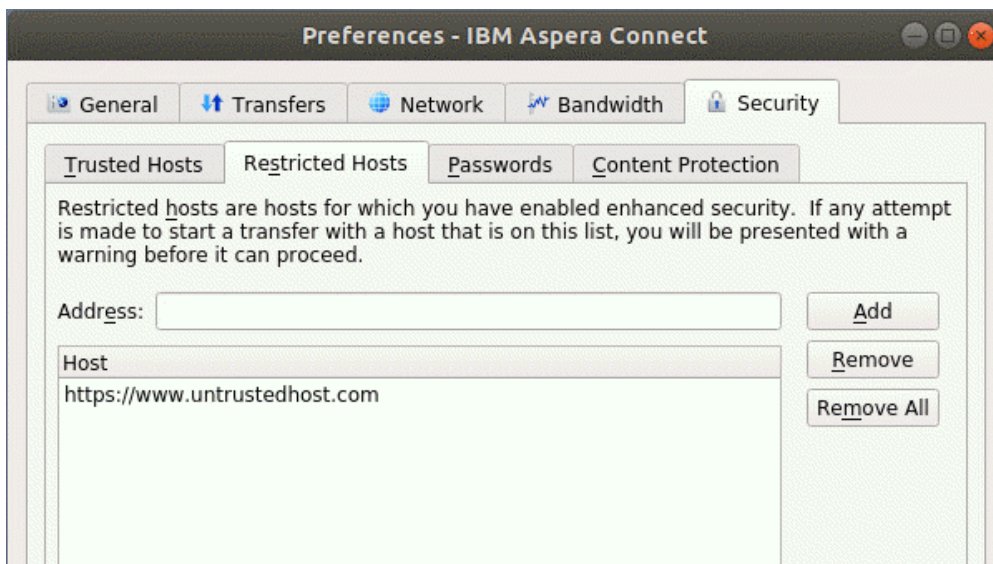 Preferences - IBM Aspera Connect
General Transfers Network Bandwidth Security
Trusted Hosts Restricted Hosts Passwords Content Protection
Restricted hosts are hosts for which you have enabled enhanced security. If any attempt
is made to start a transfer with a host that is on this list, you will be presented with a
warning before it can proceed.
Address: Add
Host Remove
https://www.untrustedhost.com
Remove All